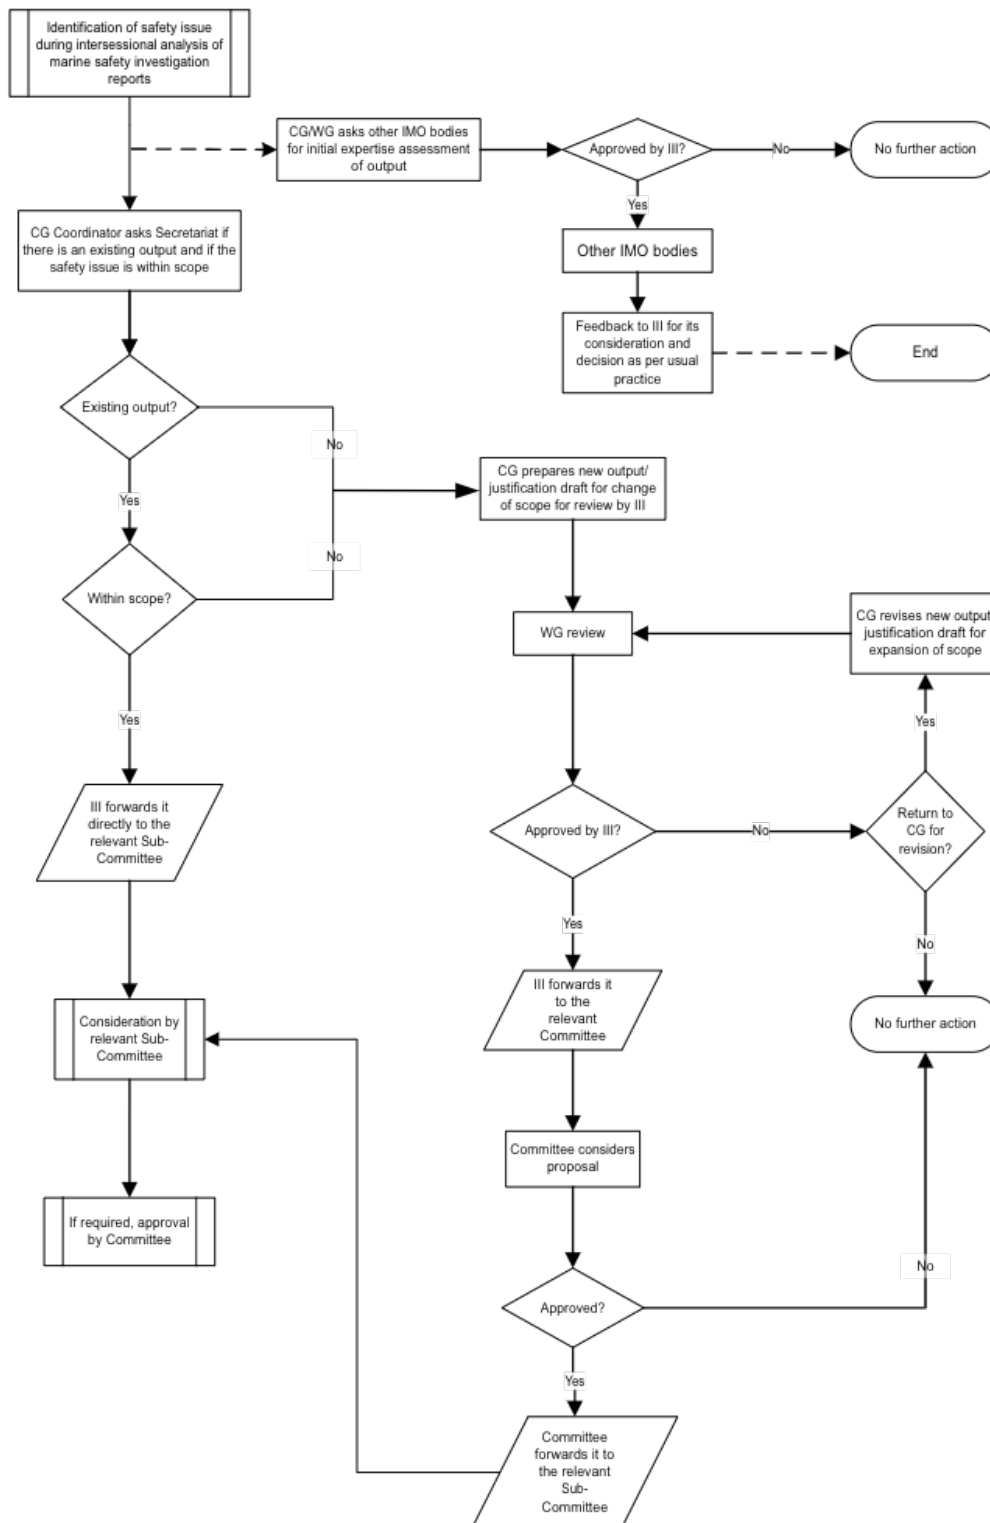 Identification of safety issue
during intersessional analysis of
marine safety investigation
reports
CG/WG asks other IMO bodies
for initial expertise assessment
of output
Approved by III?
No
No further action
Yes
Other IMO bodies
Feedback to III for its
consideration and
decision as per usual
practice
End
CG Coordinator asks Secretariat if
there is an existing output and if the
safety issue is within scope
Existing output?
No
Yes
Within scope?
No
Yes
CG prepares new output/
justification draft for change
of scope for review by III
WG review
CG revises new output/
justification draft for
expansion of scope
Yes
Return to
CG for
revision?
No
No further action
Approved by III?
No
Yes
III forwards it
directly to the
relevant Sub-
Committee
Consideration by
relevant Sub-
Committee
If required, approval
by Committee
III forwards it
to the
relevant
Committee
Committee considers
proposal
Approved?
No
Yes
Committee
forwards it to
the relevant
Sub-
Committee